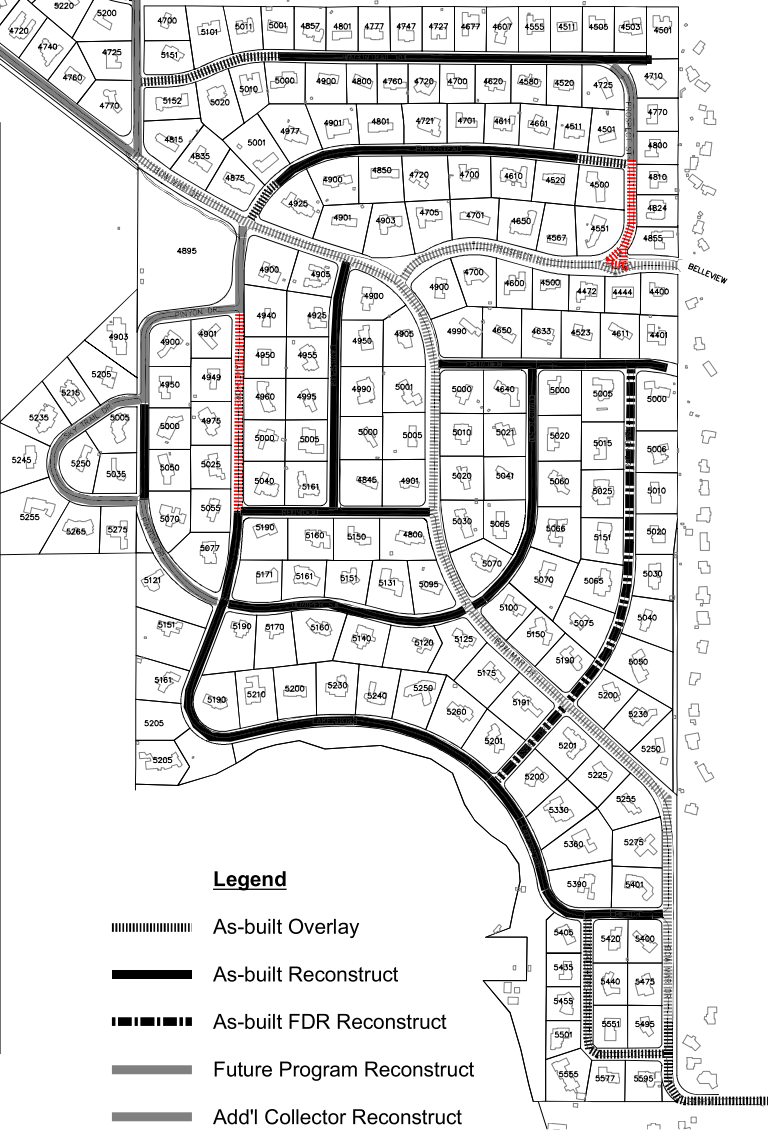 5220 5200 4700 5101 5011 5001 4857 4801 4777 4747 4727 4677 4607 4555 4511 4505 4503 4501
4720 4740 4725 5151
4760 4770 5152 5020 5010 5000 4900 4800 4760 4720 4700 4620 4580 4520 4725 4710
4770
4815 4835 4875 5001 4977 4901 4801 4721 4701 4611 4601 4511 4501 4800
4925 4900 4850 4720 4700 4610 4520 4500 4810
4824
4901 4903 4705 4701 4650 4567 4551 4855
4895 4900 4905 4900 4900 4700 4600 4500 4472 4444 4400
BELLEVIEW
PINYON DR
4903 4900 4901 4940 4925 4950 4905 4990 4650 4633 4523 4611 4401
5205 4950 4949 4950 4955
5215 5235 5005 5000 4975 4960 4995 4990 5001 5000 4640 5000 5005 5000
SKY TRAIL DR
5245 5250 5035 5050 5025 5000 5005 5000 5005 5010 5021 5020 5015 5006
5255 5265 5275 5070 5055 5040 5161 4845 4901 5020 5041 5060 5025 5010
5077 5190 5160 5150 4800 5030 5065 5066 5151 5020
5121 5171 5161 5151 5131 5095 5070 5070 5065 5030
5151 5190 5170 5160 5140 5120 5125 5100 5150 5075 5040
5161 5190 5210 5200 5230 5240 5250 5175 5190 5050
5205 5260 5191 5200 5230
5205 5201 5201 5250
5200 5225
5330 5255
5360 5275
5390 5401
Legend
As-built Overlay
As-built Reconstruct
As-built FDR Reconstruct
Future Program Reconstruct
Add'l Collector Reconstruct
5405 5420 5400
5435 5440 5475
5455
5501 5551 5495
5555 5577 5595